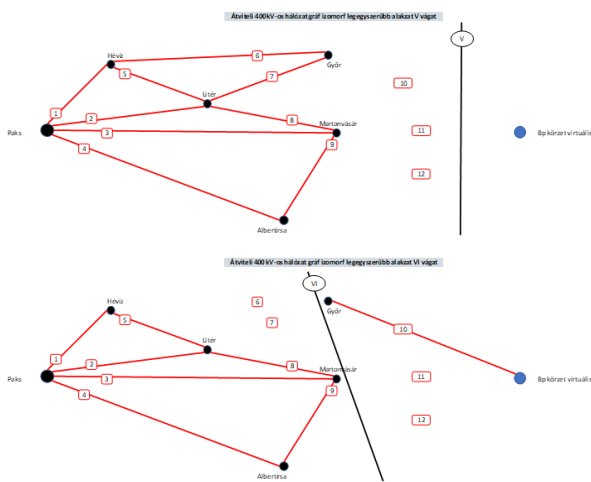 Átviteli 400 kV-os hálózat gráf izomorf legegyszerűbb alakzat V vágat
V
Hévíz
6
Győr
5
7
10
Litér
1
2
8
Paks
3
Martonvásár
11
Bp körzet virtuális
4
9
12
Albertirsa
Átviteli 400 kV-os hálózat gráf izomorf legegyszerűbb alakzat VI vágat
VI
6
Hévíz
Győr
5
7
10
Litér
1
2
8
Paks
3
Martonvásár
11
Bp körzet virtuális
4
9
12
Albertirsa